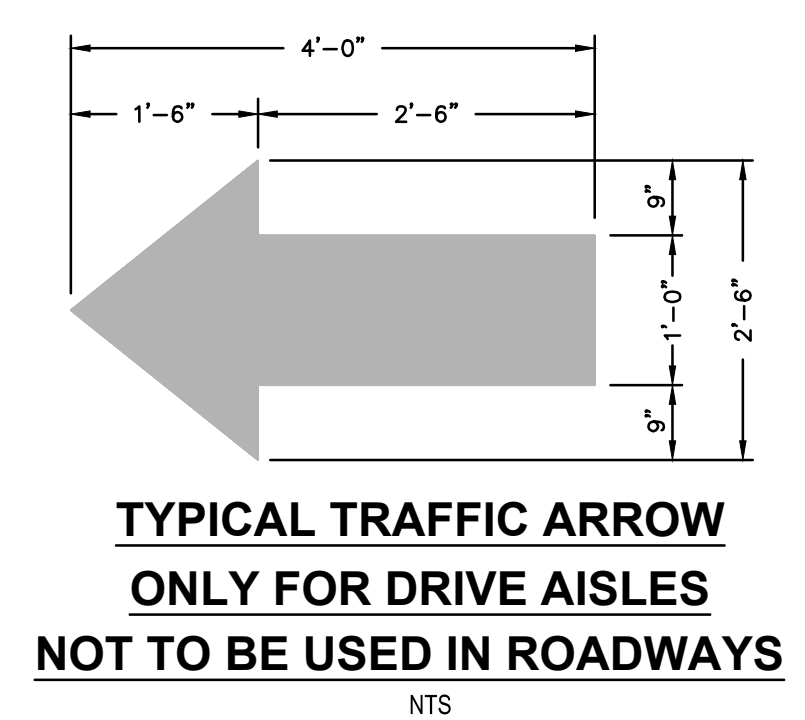 4'-0"
1'-6" 2'-6"
9"
1'-0"
2'-6"
9"
TYPICAL TRAFFIC ARROW
ONLY FOR DRIVE AISLES
NOT TO BE USED IN ROADWAYS
NTS